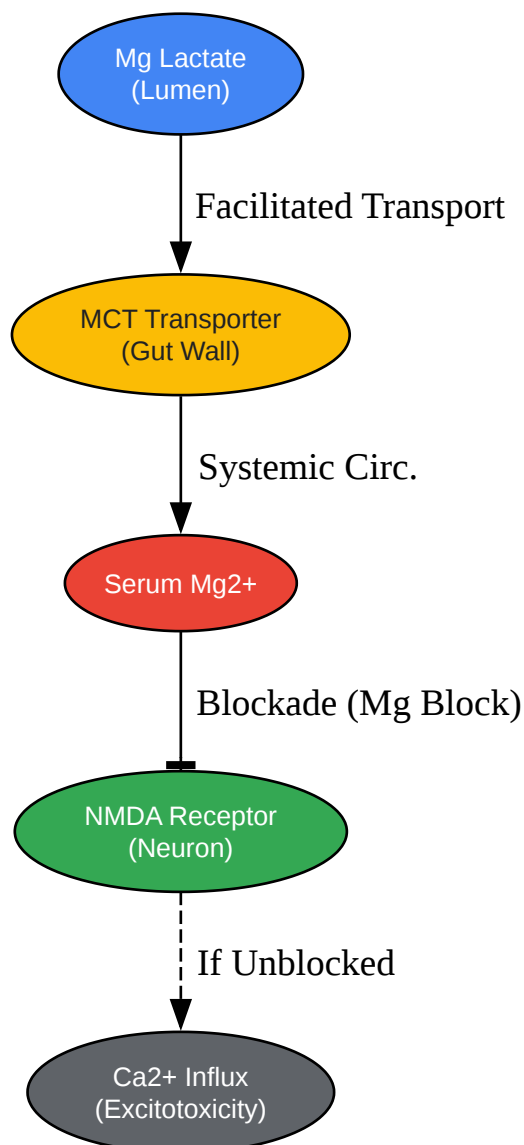 Mg Lactate
(Lumen)
Facilitated Transport
MCT Transporter
(Gut Wall)
Systemic Circ.
Serum Mg2+
Blockade (Mg Block)
NMDA Receptor
(Neuron)
If Unblocked
Ca2+ Influx
(Excitotoxicity)